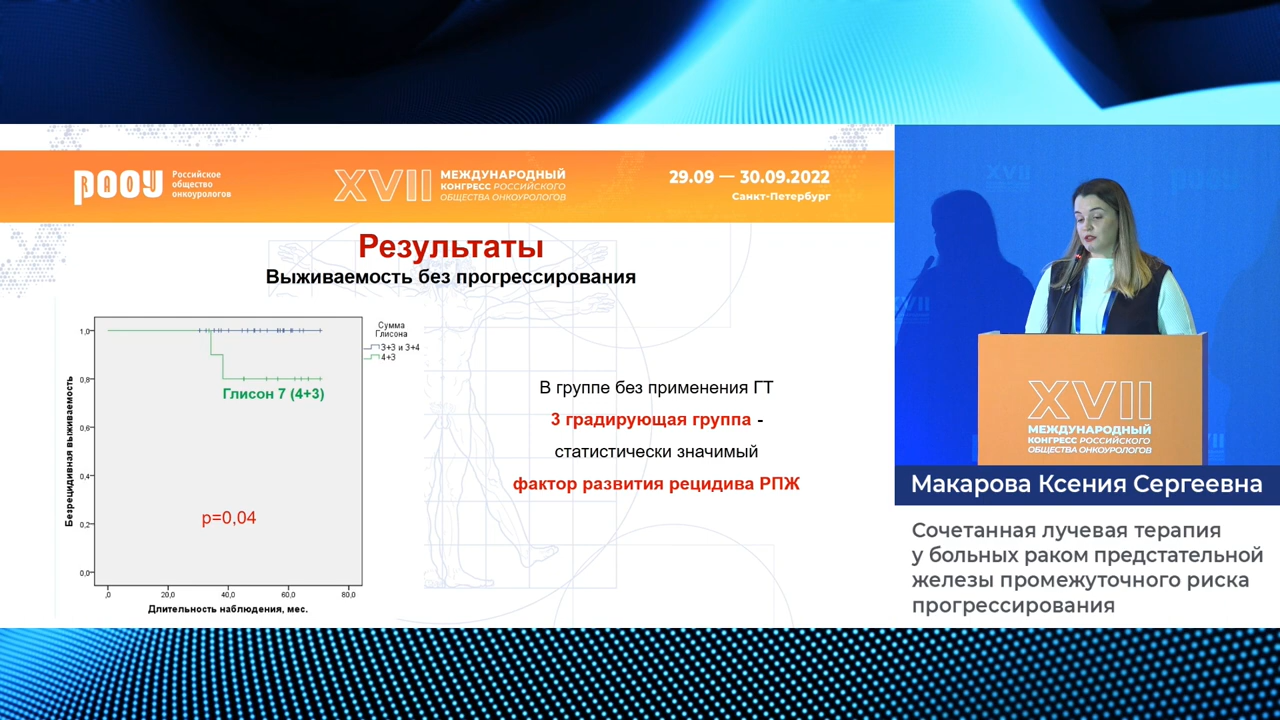 РООУ
Российское
общество
онкоурологов
XVII
МЕЖДУНАРОДНЫЙ
КОНГРЕСС РОССИЙСКОГО
ОБЩЕСТВА ОНКОУРОЛОГОВ
29.09 — 30.09.2022
Санкт-Петербург
Результаты
Выживаемость без прогрессирования
Безрецидивная выживаемость
1,0
0,8
0,6
0,4
0,2
0,0
,0
20,0
40,0
60,0
80,0
Длительность наблюдения, мес.
Сумма
Глисона
3+3 и 3+4
4+3
Глисон 7 (4+3)
p=0,04
В группе без применения ГТ
3 градирующая группа -
статистически значимый
фактор развития рецидива РПЖ
XVII
XVII
МЕЖДУНАРОДНЫЙ
КОНГРЕСС РОССИЙСКОГО
ОБЩЕСТВА ОНКОУРОЛОГОВ
Макарова Ксения Сергеевна
Сочетанная лучевая терапия
у больных раком предстательной
железы промежуточного риска
прогрессирования